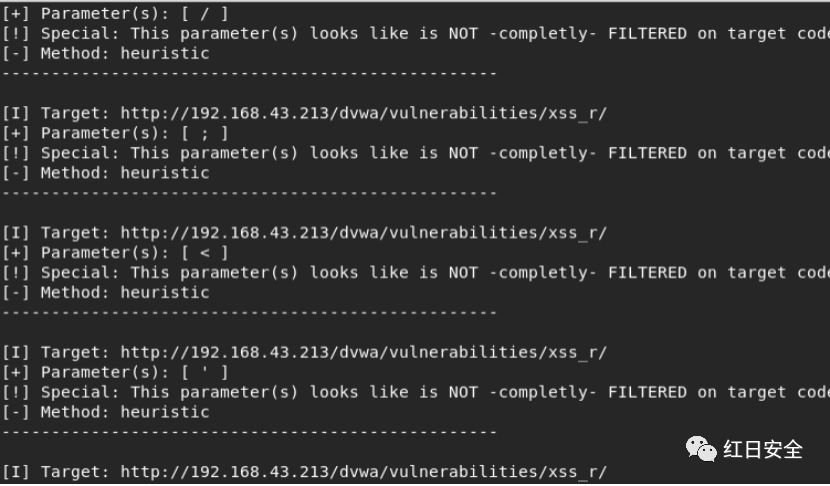 [+] Parameter(s): [ / ]
[!] Special: This parameter(s) looks like is NOT -completly- FILTERED on target code
[-] Method: heuristic
--------------------------------------------------
[I] Target: http://192.168.43.213/dvwa/vulnerabilities/xss_r/
[+] Parameter(s): [ ; ]
[!] Special: This parameter(s) looks like is NOT -completly- FILTERED on target code
[-] Method: heuristic
--------------------------------------------------
[I] Target: http://192.168.43.213/dvwa/vulnerabilities/xss_r/
[+] Parameter(s): [ < ]
[!] Special: This parameter(s) looks like is NOT -completly- FILTERED on target code
[-] Method: heuristic
--------------------------------------------------
[I] Target: http://192.168.43.213/dvwa/vulnerabilities/xss_r/
[+] Parameter(s): [ ' ]
[!] Special: This parameter(s) looks like is NOT -completly- FILTERED on target code
[-] Method: heuristic
--------------------------------------------------
[I] Target: http://192.168.43.213/dvwa/vulnerabilities/xss_r/
红日安全